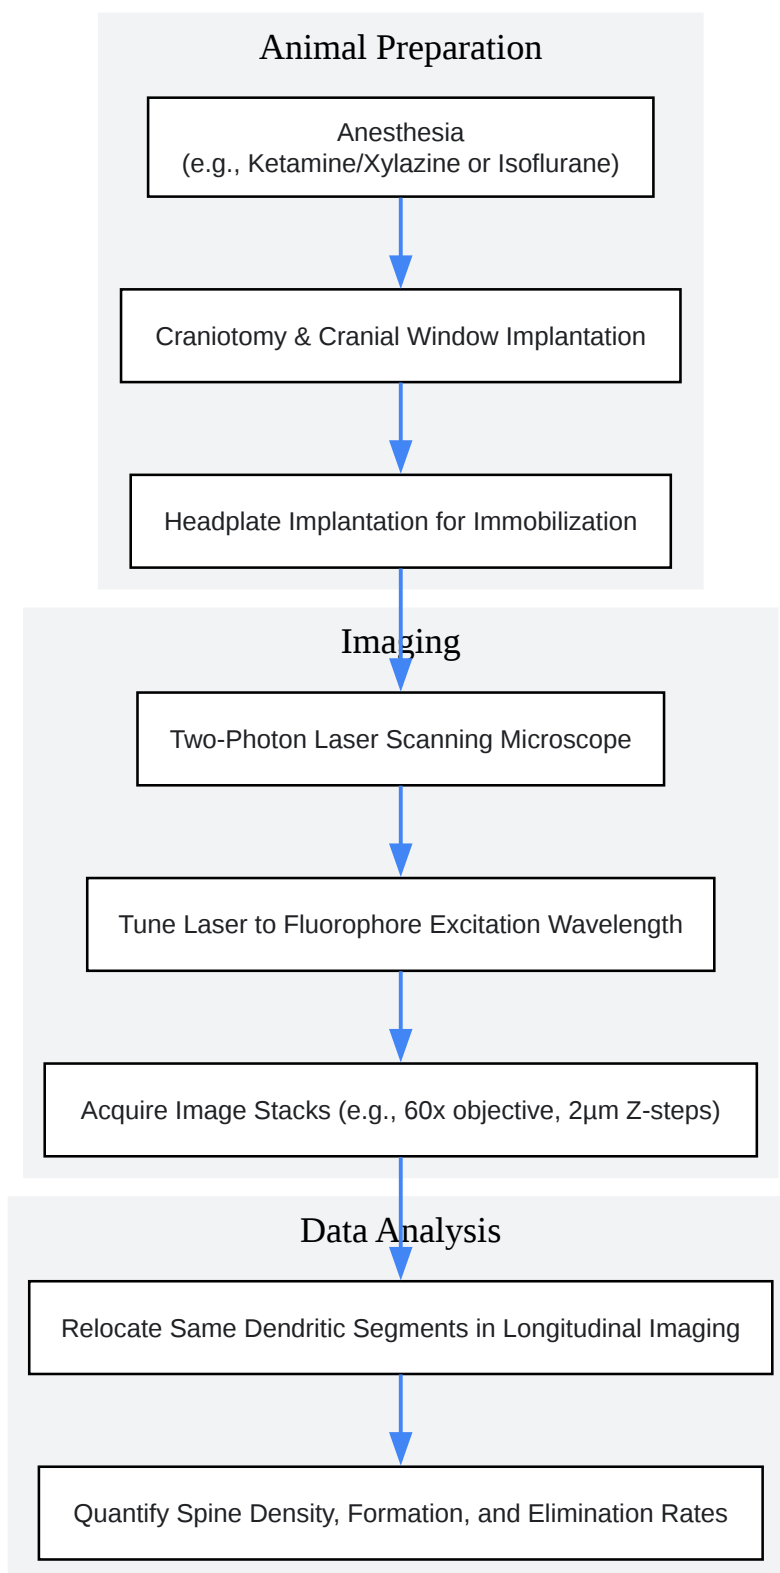 Animal Preparation
Anesthesia
(e.g., Ketamine/Xylazine or Isoflurane)
Craniotomy & Cranial Window Implantation
Headplate Implantation for Immobilization
Imaging
Two-Photon Laser Scanning Microscope
Tune Laser to Fluorophore Excitation Wavelength
Acquire Image Stacks (e.g., 60x objective, 2µm Z-steps)
Data Analysis
Relocate Same Dendritic Segments in Longitudinal Imaging
Quantify Spine Density, Formation, and Elimination Rates